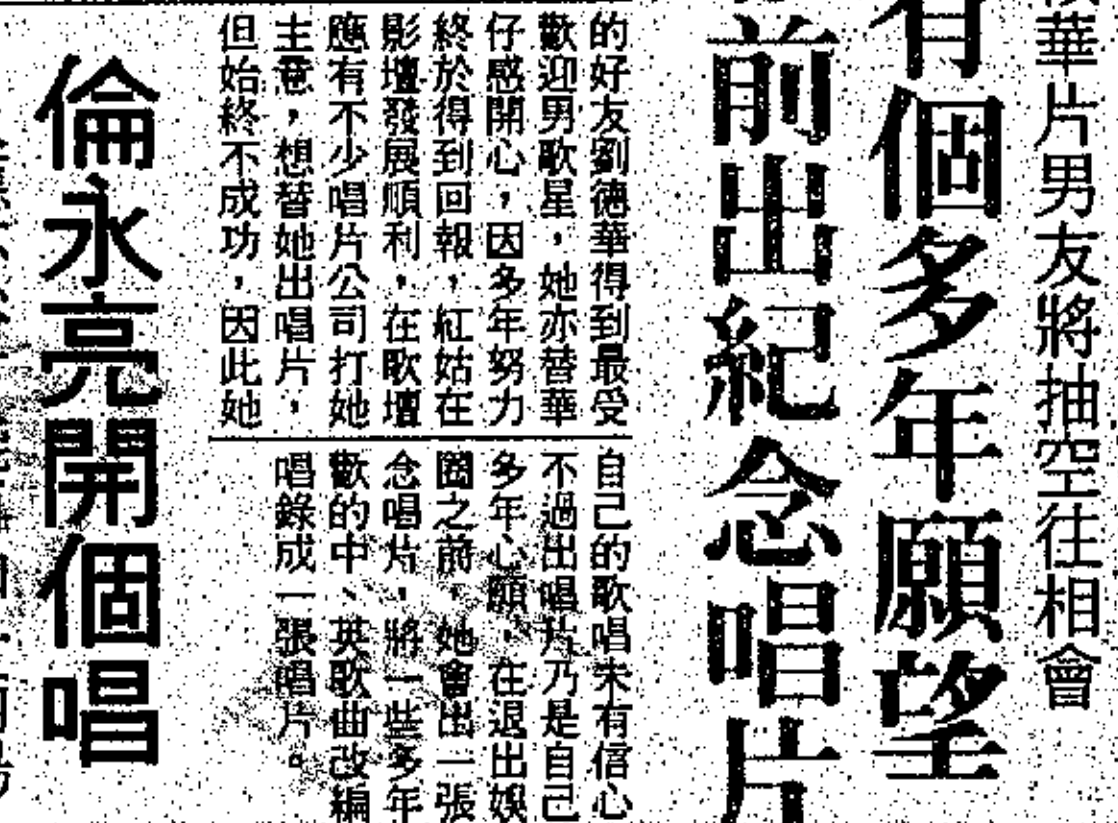 華片男友將抽空往相會
有個多年願望
前出紀念唱片
的好友劉德華得到最受
歡迎男歌星，她亦替華
仔感開心，因多年努力
終於得到回報，紅姑在
影壇發展順利，在歌壇
應有不少唱片公司打她
主意，想替她出唱片，
但始終不成功，因此她
自己的歌唱未有信心
不過出唱片乃是自己
多年心願，在退出娛
圈之前，她會出一張
念唱片，將一些多年
歡的中、英歌曲改編
唱錄成一張唱片。
倫永亮開個唱